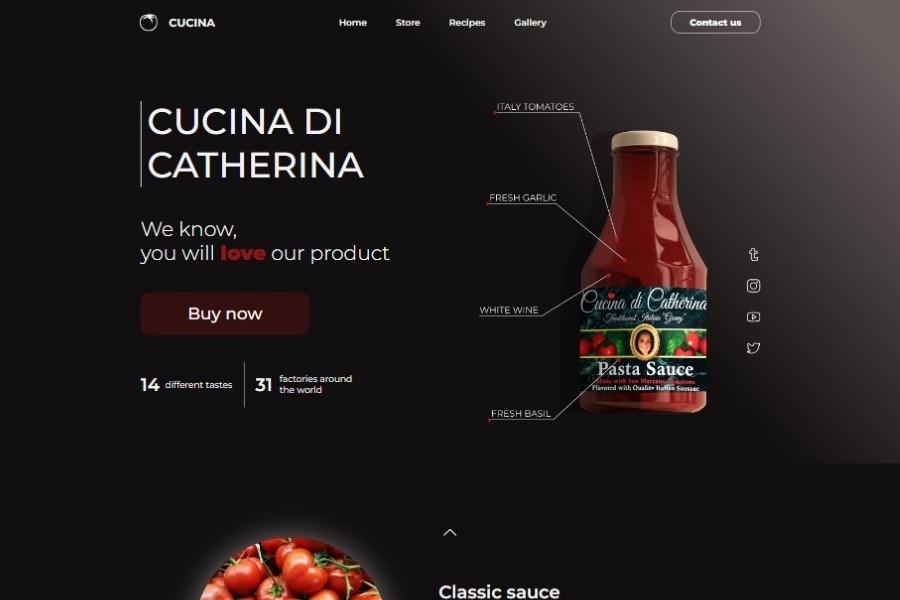 CUCINA
Home
Store
Recipes
Gallery
Contact us
CUCINA DI
CATHERINA
We know,
you will love our product
Buy now
14 different tastes
31 factories around
the world
ITALY TOMATOES
FRESH GARLIC
WHITE WINE
FRESH BASIL
Cucina di Catherina
Traditional Italian "Gravy"
Pasta Sauce
Made with San Marzano Tomatoes
Flavored with Quality Italian Sausage
Classic sauce